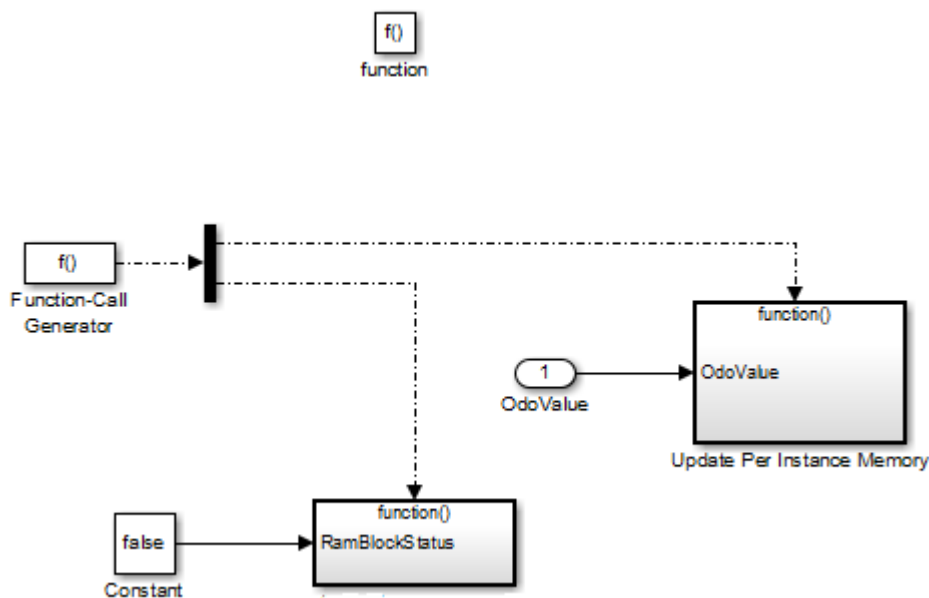 f()
function
f()
Function-Call
Generator
function()
OdoValue
Update Per Instance Memory
1
OdoValue
function()
RamBlockStatus
false
Constant